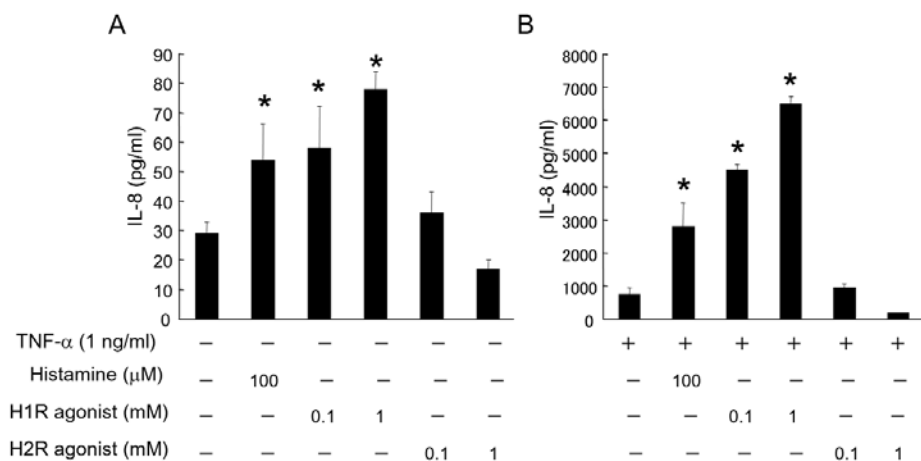 A
B
IL-8 (pg/ml)
90
80
70
60
50
40
30
20
10
0
* * *
IL-8 (pg/ml)
8000
7000
6000
5000
4000
3000
2000
1000
0
* * *
TNF-α (1 ng/ml) – – – – – – + + + + + +
Histamine (μM) – 100 – – – – – 100 – – – –
H1R agonist (mM) – – 0.1 1 – – – – 0.1 1 – –
H2R agonist (mM) – – – – 0.1 1 – – – – 0.1 1